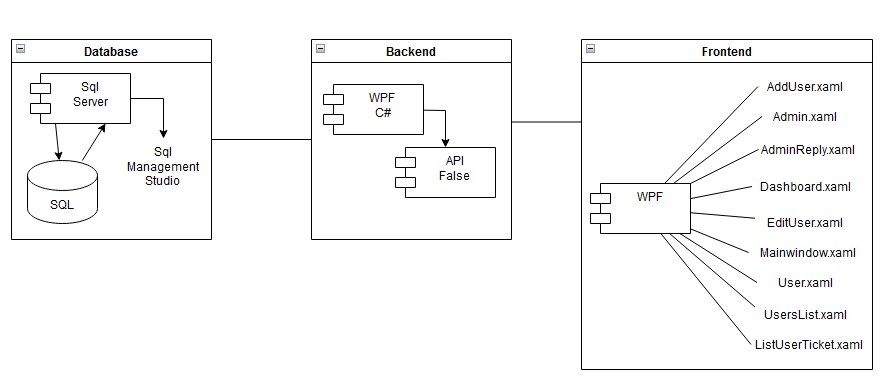 Database
Sql
Server
Sql
Management
Studio
SQL
Backend
WPF
C#
API
False
Frontend
WPF
AddUser.xaml
Admin.xaml
AdminReply.xaml
Dashboard.xaml
EditUser.xaml
Mainwindow.xaml
User.xaml
UsersList.xaml
ListUserTicket.xaml